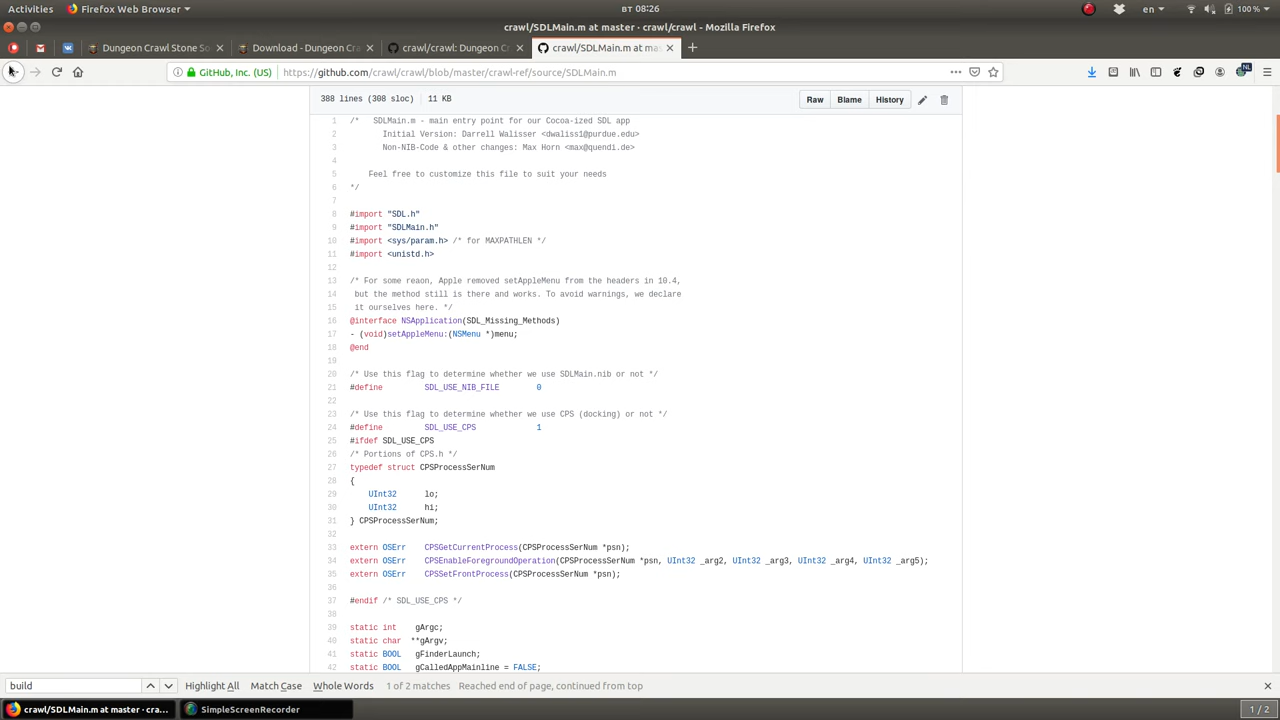 Activities Firefox Web Browser ВТ 08:26 en 100 %
crawl/SDLMain.m at master · crawl/crawl - Mozilla Firefox
Dungeon Crawl Stone So Download - Dungeon Cra crawl/crawl: Dungeon C crawl/SDLMain.m at mas
GitHub, Inc. (US) https://github.com/crawl/crawl/blob/master/crawl-ref/source/SDLMain.m NL
388 lines (308 sloc) 11 KB Raw Blame History
1 /* SDLMain.m - main entry point for our Cocoa-ized SDL app
2 Initial Version: Darrell Walisser <dwaliss1@purdue.edu>
3 Non-NIB-Code & other changes: Max Horn <max@quendi.de>
4
5 Feel free to customize this file to suit your needs
6 */
7
8 #import "SDL.h"
9 #import "SDLMain.h"
10 #import <sys/param.h> /* for MAXPATHLEN */
11 #import <unistd.h>
12
13 /* For some reaon, Apple removed setAppleMenu from the headers in 10.4,
14 but the method still is there and works. To avoid warnings, we declare
15 it ourselves here. */
16 @interface NSApplication(SDL_Missing_Methods)
17 - (void)setAppleMenu:(NSMenu *)menu;
18 @end
19
20 /* Use this flag to determine whether we use SDLMain.nib or not */
21 #define SDL_USE_NIB_FILE 0
22
23 /* Use this flag to determine whether we use CPS (docking) or not */
24 #define SDL_USE_CPS 1
25 #ifdef SDL_USE_CPS
26 /* Portions of CPS.h */
27 typedef struct CPSProcessSerNum
28 {
29 UInt32 lo;
30 UInt32 hi;
31 } CPSProcessSerNum;
32
33 extern OSErr CPSGetCurrentProcess(CPSProcessSerNum *psn);
34 extern OSErr CPSEnableForegroundOperation(CPSProcessSerNum *psn, UInt32 _arg2, UInt32 _arg3, UInt32 _arg4, UInt32 _arg5);
35 extern OSErr CPSSetFrontProcess(CPSProcessSerNum *psn);
36
37 #endif /* SDL_USE_CPS */
38
39 static int gArgc;
40 static char **gArgv;
41 static BOOL gFinderLaunch;
42 static BOOL gCalledAppMainline = FALSE;
build Highlight All Match Case Whole Words 1 of 2 matches Reached end of page, continued from top
crawl/SDLMain.m at master · cra... SimpleScreenRecorder 1 / 2